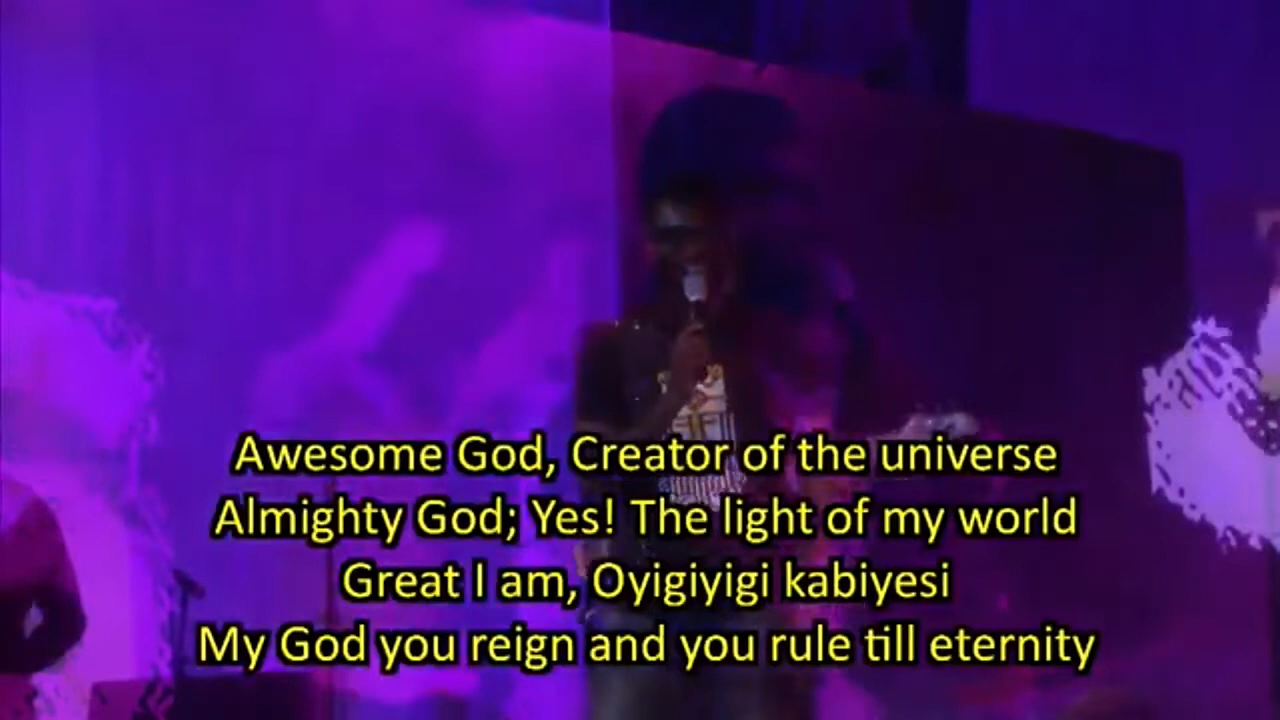 Awesome God, Creator of the universe
Almighty God; Yes! The light of my world
Great I am, Oyigiyigi kabiyesi
My God you reign and you rule till eternity